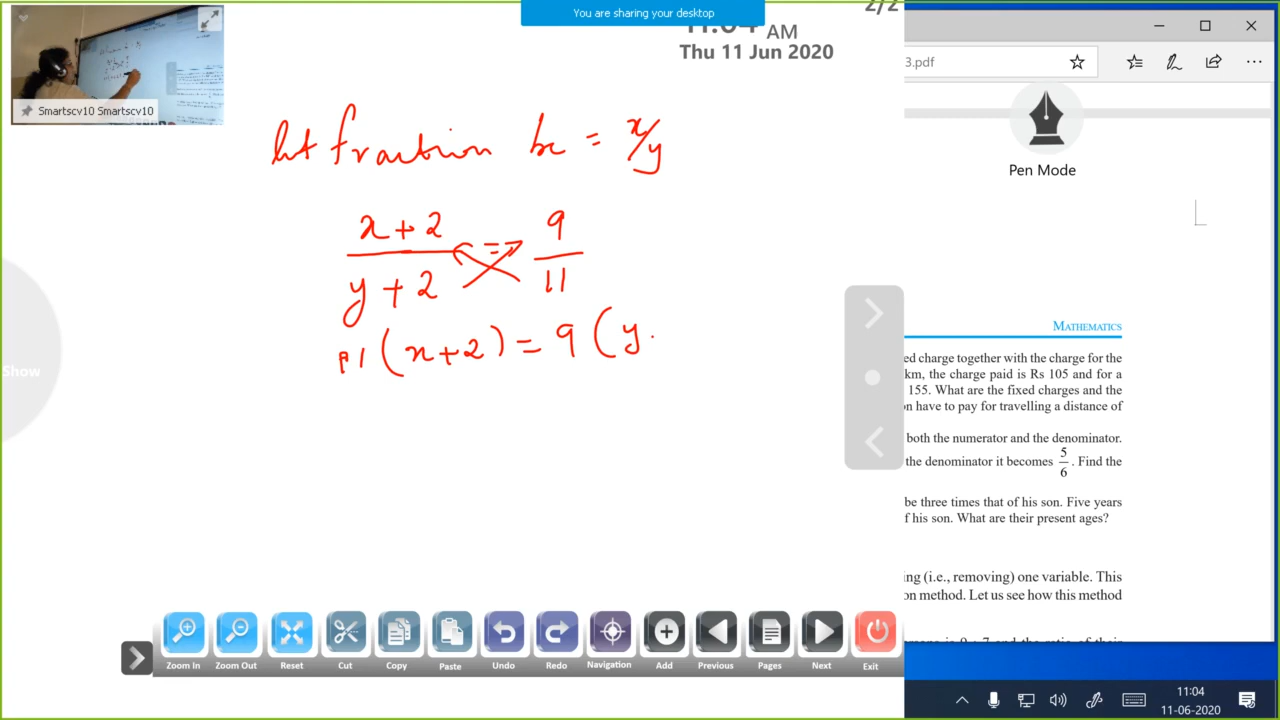 You are sharing your desktop
2/2
11:04 AM
Thu 11 Jun 2020
Smartscv10 Smartscv10
let fraction be = x/y
x+2 = 9
y+2 11
11(x+2) = 9(y
Show
3.pdf
Pen Mode
MATHEMATICS
ed charge together with the charge for the
km, the charge paid is Rs 105 and for a
155. What are the fixed charges and the
on have to pay for travelling a distance of
both the numerator and the denominator.
the denominator it becomes 5/6. Find the
be three times that of his son. Five years
f his son. What are their present ages?
ing (i.e., removing) one variable. This
on method. Let us see how this method
Zoom In Zoom Out Reset Cut Copy Paste Undo Redo Navigation Add Previous Pages Next Exit
11:04
11-06-2020